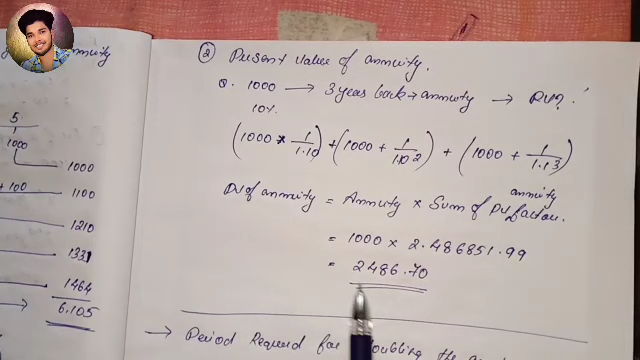 annuity
5
1000
1000
+ 100 1100
1210
1331
1464
6.105
② Present value of annuity.
Q. 1000 → 3 years back → annuity → PV?
10%
(1000 * 1/1.10) + (1000 + 1/1.10²) + (1000 + 1/1.1³)
annuity
PV of annuity = Annuity × Sum of PV factor.
= 1000 × 2.486851.99
= 2486.70
→ Period Required for Doubling the